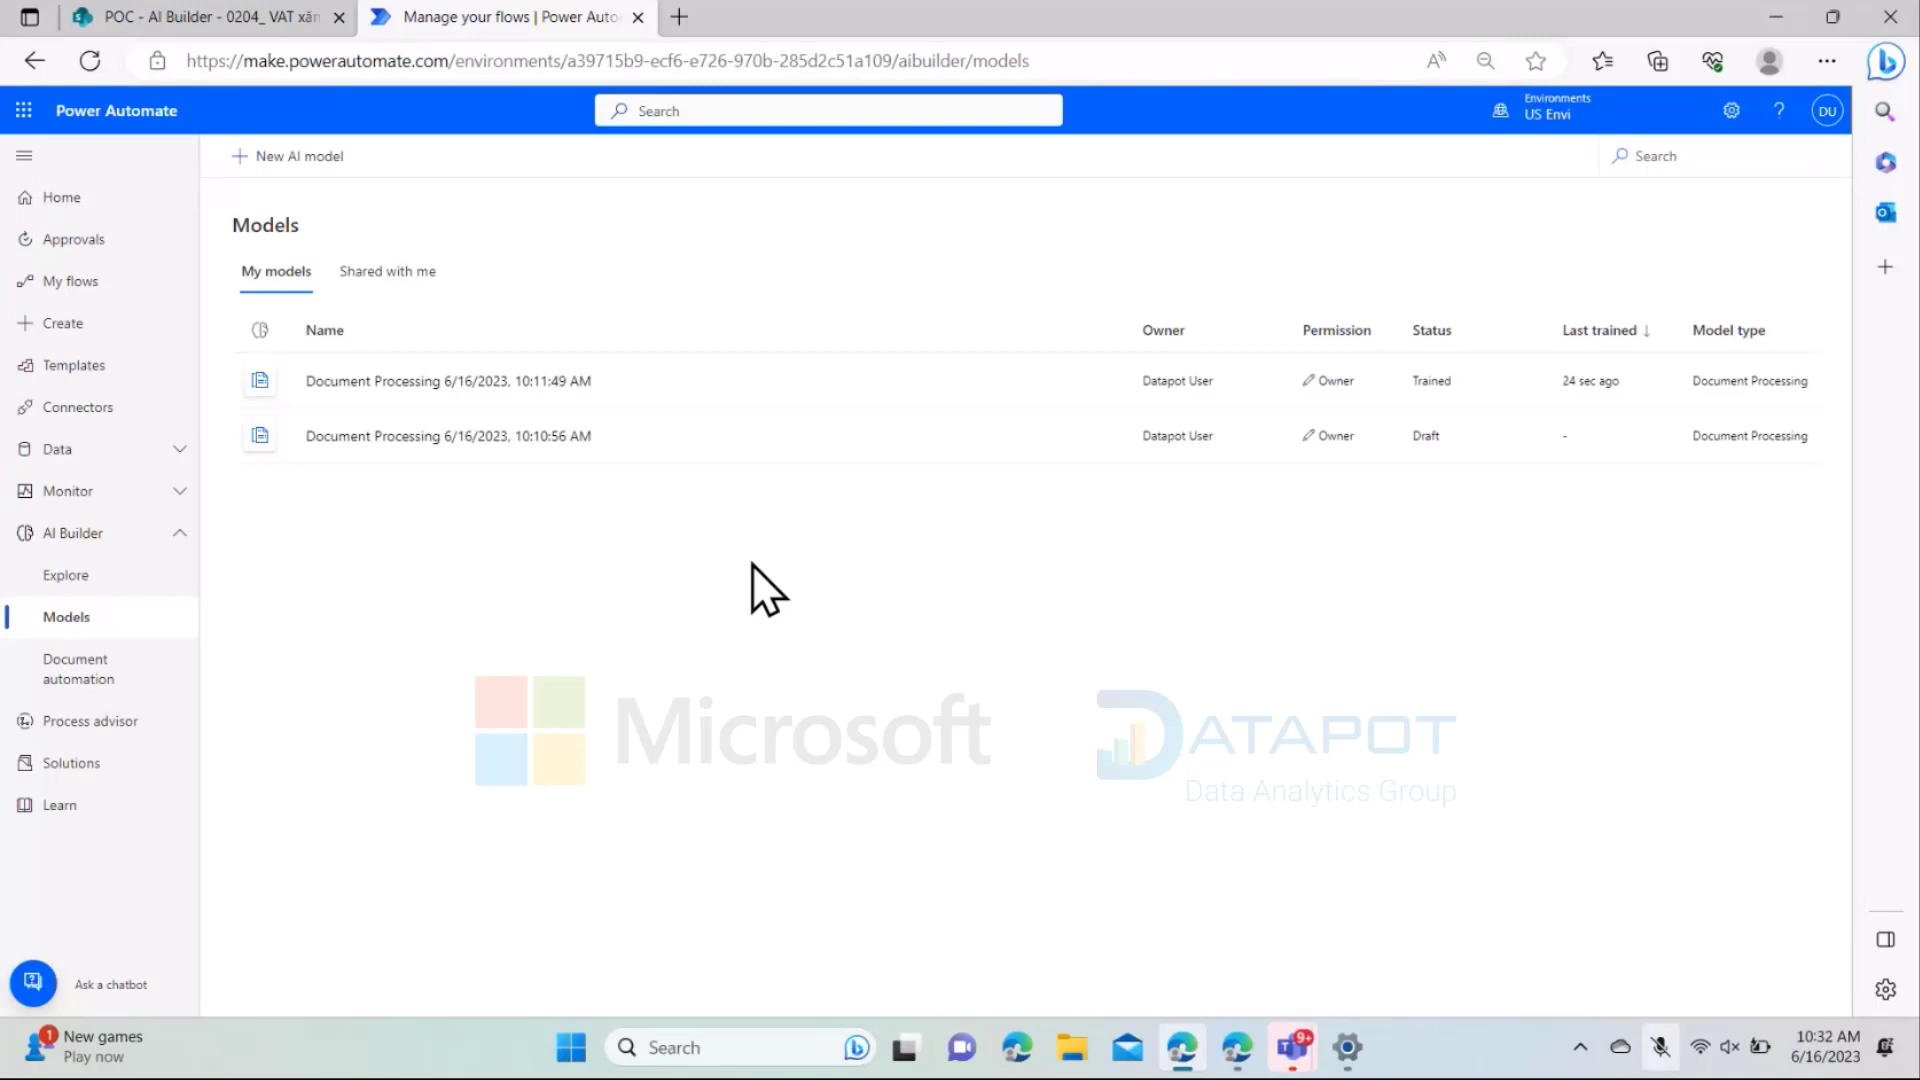 POC - AI Builder - 0204_ VAT xăn
Manage your flows | Power Auto
https://make.powerautomate.com/environments/a39715b9-ecf6-e726-970b-285d2c51a109/aibuilder/models
Power Automate
Search
Environments
US Envi
DU
New AI model
Search
Home
Approvals
My flows
Create
Templates
Connectors
Data
Monitor
AI Builder
Explore
Models
Document
automation
Process advisor
Solutions
Learn
Ask a chatbot
Models
My models
Shared with me
Name Owner Permission Status Last trained ↓ Model type
Document Processing 6/16/2023, 10:11:49 AM Datapot User Owner Trained 24 sec ago Document Processing
Document Processing 6/16/2023, 10:10:56 AM Datapot User Owner Draft - Document Processing
Microsoft
DATAPOT
Data Analytics Group
1
New games
Play now
Search
9+
10:32 AM
6/16/2023